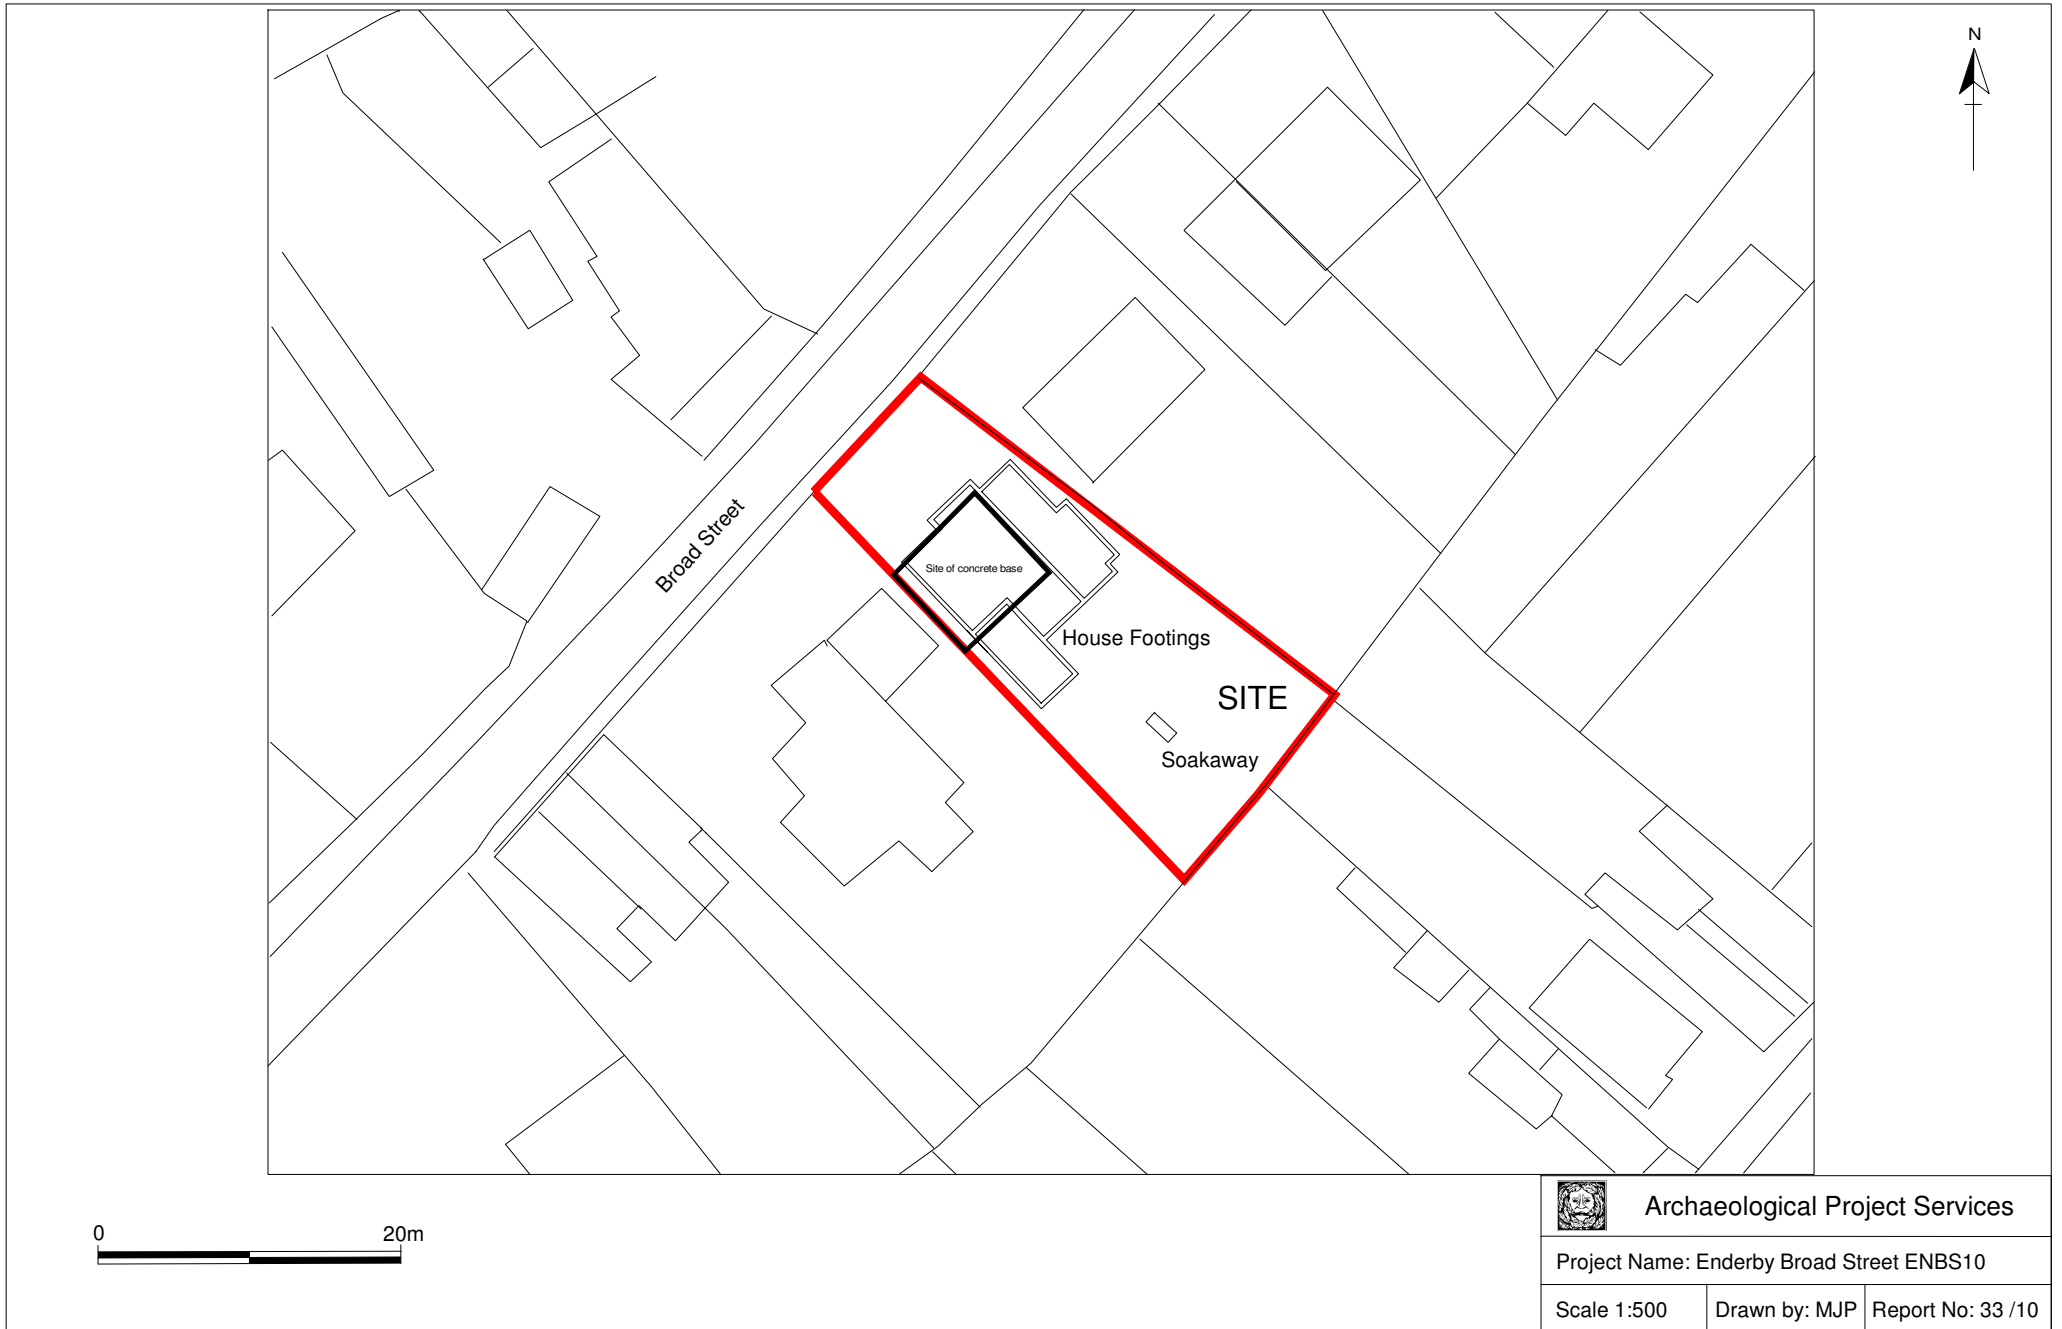 N
Broad Street
Site of concrete base
House Footings
SITE
Soakaway
0 20m
Archaeological Project Services
Project Name: Enderby Broad Street ENBS10
Scale 1:500 Drawn by: MJP Report No: 33 /10